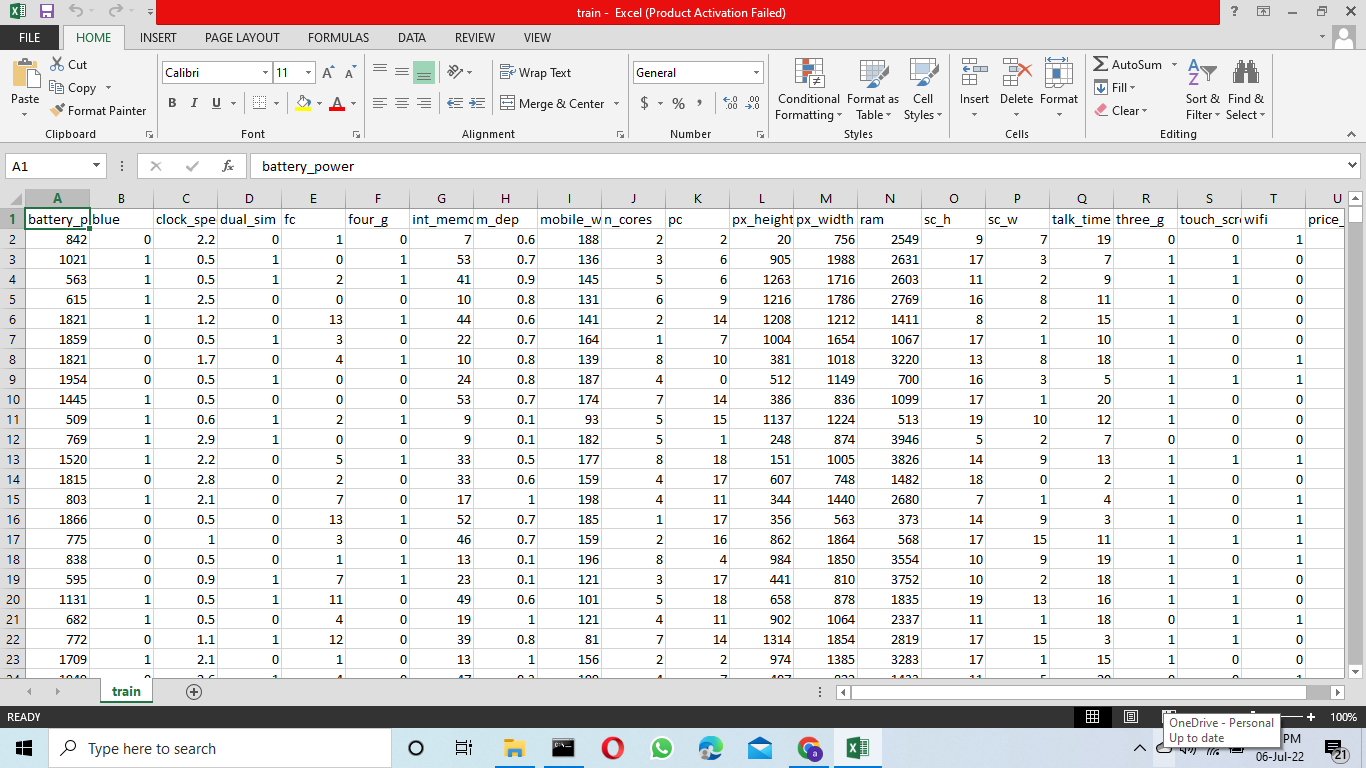 train - Excel (Product Activation Failed)
?
FILE HOME INSERT PAGE LAYOUT FORMULAS DATA REVIEW VIEW
Paste
Cut
Copy
Format Painter
Clipboard
Calibri 11
B I U
Font
Wrap Text
Merge & Center
Alignment
General
$ % ,
Number
Conditional Formatting
Format as Table
Cell Styles
Styles
Insert Delete Format
Cells
AutoSum
Fill
Clear
Sort & Filter
Find & Select
Editing
A1 fx battery_power
A B C D E F G H I J K L M N O P Q R S T U
1 battery_p blue clock_spe dual_sim fc four_g int_memo m_dep mobile_w n_cores pc px_height px_width ram sc_h sc_w talk_time three_g touch_scre wifi price_
2 842 0 2.2 0 1 0 7 0.6 188 2 2 20 756 2549 9 7 19 0 0 1
3 1021 1 0.5 1 0 1 53 0.7 136 3 6 905 1988 2631 17 3 7 1 1 0
4 563 1 0.5 1 2 1 41 0.9 145 5 6 1263 1716 2603 11 2 9 1 1 0
5 615 1 2.5 0 0 0 10 0.8 131 6 9 1216 1786 2769 16 8 11 1 0 0
6 1821 1 1.2 0 13 1 44 0.6 141 2 14 1208 1212 1411 8 2 15 1 1 0
7 1859 0 0.5 1 3 0 22 0.7 164 1 7 1004 1654 1067 17 1 10 1 0 0
8 1821 0 1.7 0 4 1 10 0.8 139 8 10 381 1018 3220 13 8 18 1 0 1
9 1954 0 0.5 1 0 0 24 0.8 187 4 0 512 1149 700 16 3 5 1 1 1
10 1445 1 0.5 0 0 0 53 0.7 174 7 14 386 836 1099 17 1 20 1 0 0
11 509 1 0.6 1 2 1 9 0.1 93 5 15 1137 1224 513 19 10 12 1 0 0
12 769 1 2.9 1 0 0 9 0.1 182 5 1 248 874 3946 5 2 7 0 0 0
13 1520 1 2.2 0 5 1 33 0.5 177 8 18 151 1005 3826 14 9 13 1 1 1
14 1815 0 2.8 0 2 0 33 0.6 159 4 17 607 748 1482 18 0 2 1 0 0
15 803 1 2.1 0 7 0 17 1 198 4 11 344 1440 2680 7 1 4 1 0 1
16 1866 0 0.5 0 13 1 52 0.7 185 1 17 356 563 373 14 9 3 1 0 1
17 775 0 1 0 3 0 46 0.7 159 2 16 862 1864 568 17 15 11 1 1 1
18 838 0 0.5 0 1 1 13 0.1 196 8 4 984 1850 3554 10 9 19 1 0 1
19 595 0 0.9 1 7 1 23 0.1 121 3 17 441 810 3752 10 2 18 1 1 0
20 1131 1 0.5 1 11 0 49 0.6 101 5 18 658 878 1835 19 13 16 1 1 0
21 682 1 0.5 0 4 0 19 1 121 4 11 902 1064 2337 11 1 18 0 1 1
22 772 0 1.1 1 12 0 39 0.8 81 7 14 1314 1854 2819 17 15 3 1 1 0
23 1709 1 2.1 0 1 0 13 1 156 2 2 974 1385 3283 17 1 15 1 0 0
train
READY
100%
OneDrive - Personal
Up to date
Type here to search
PM
06-Jul-22
21